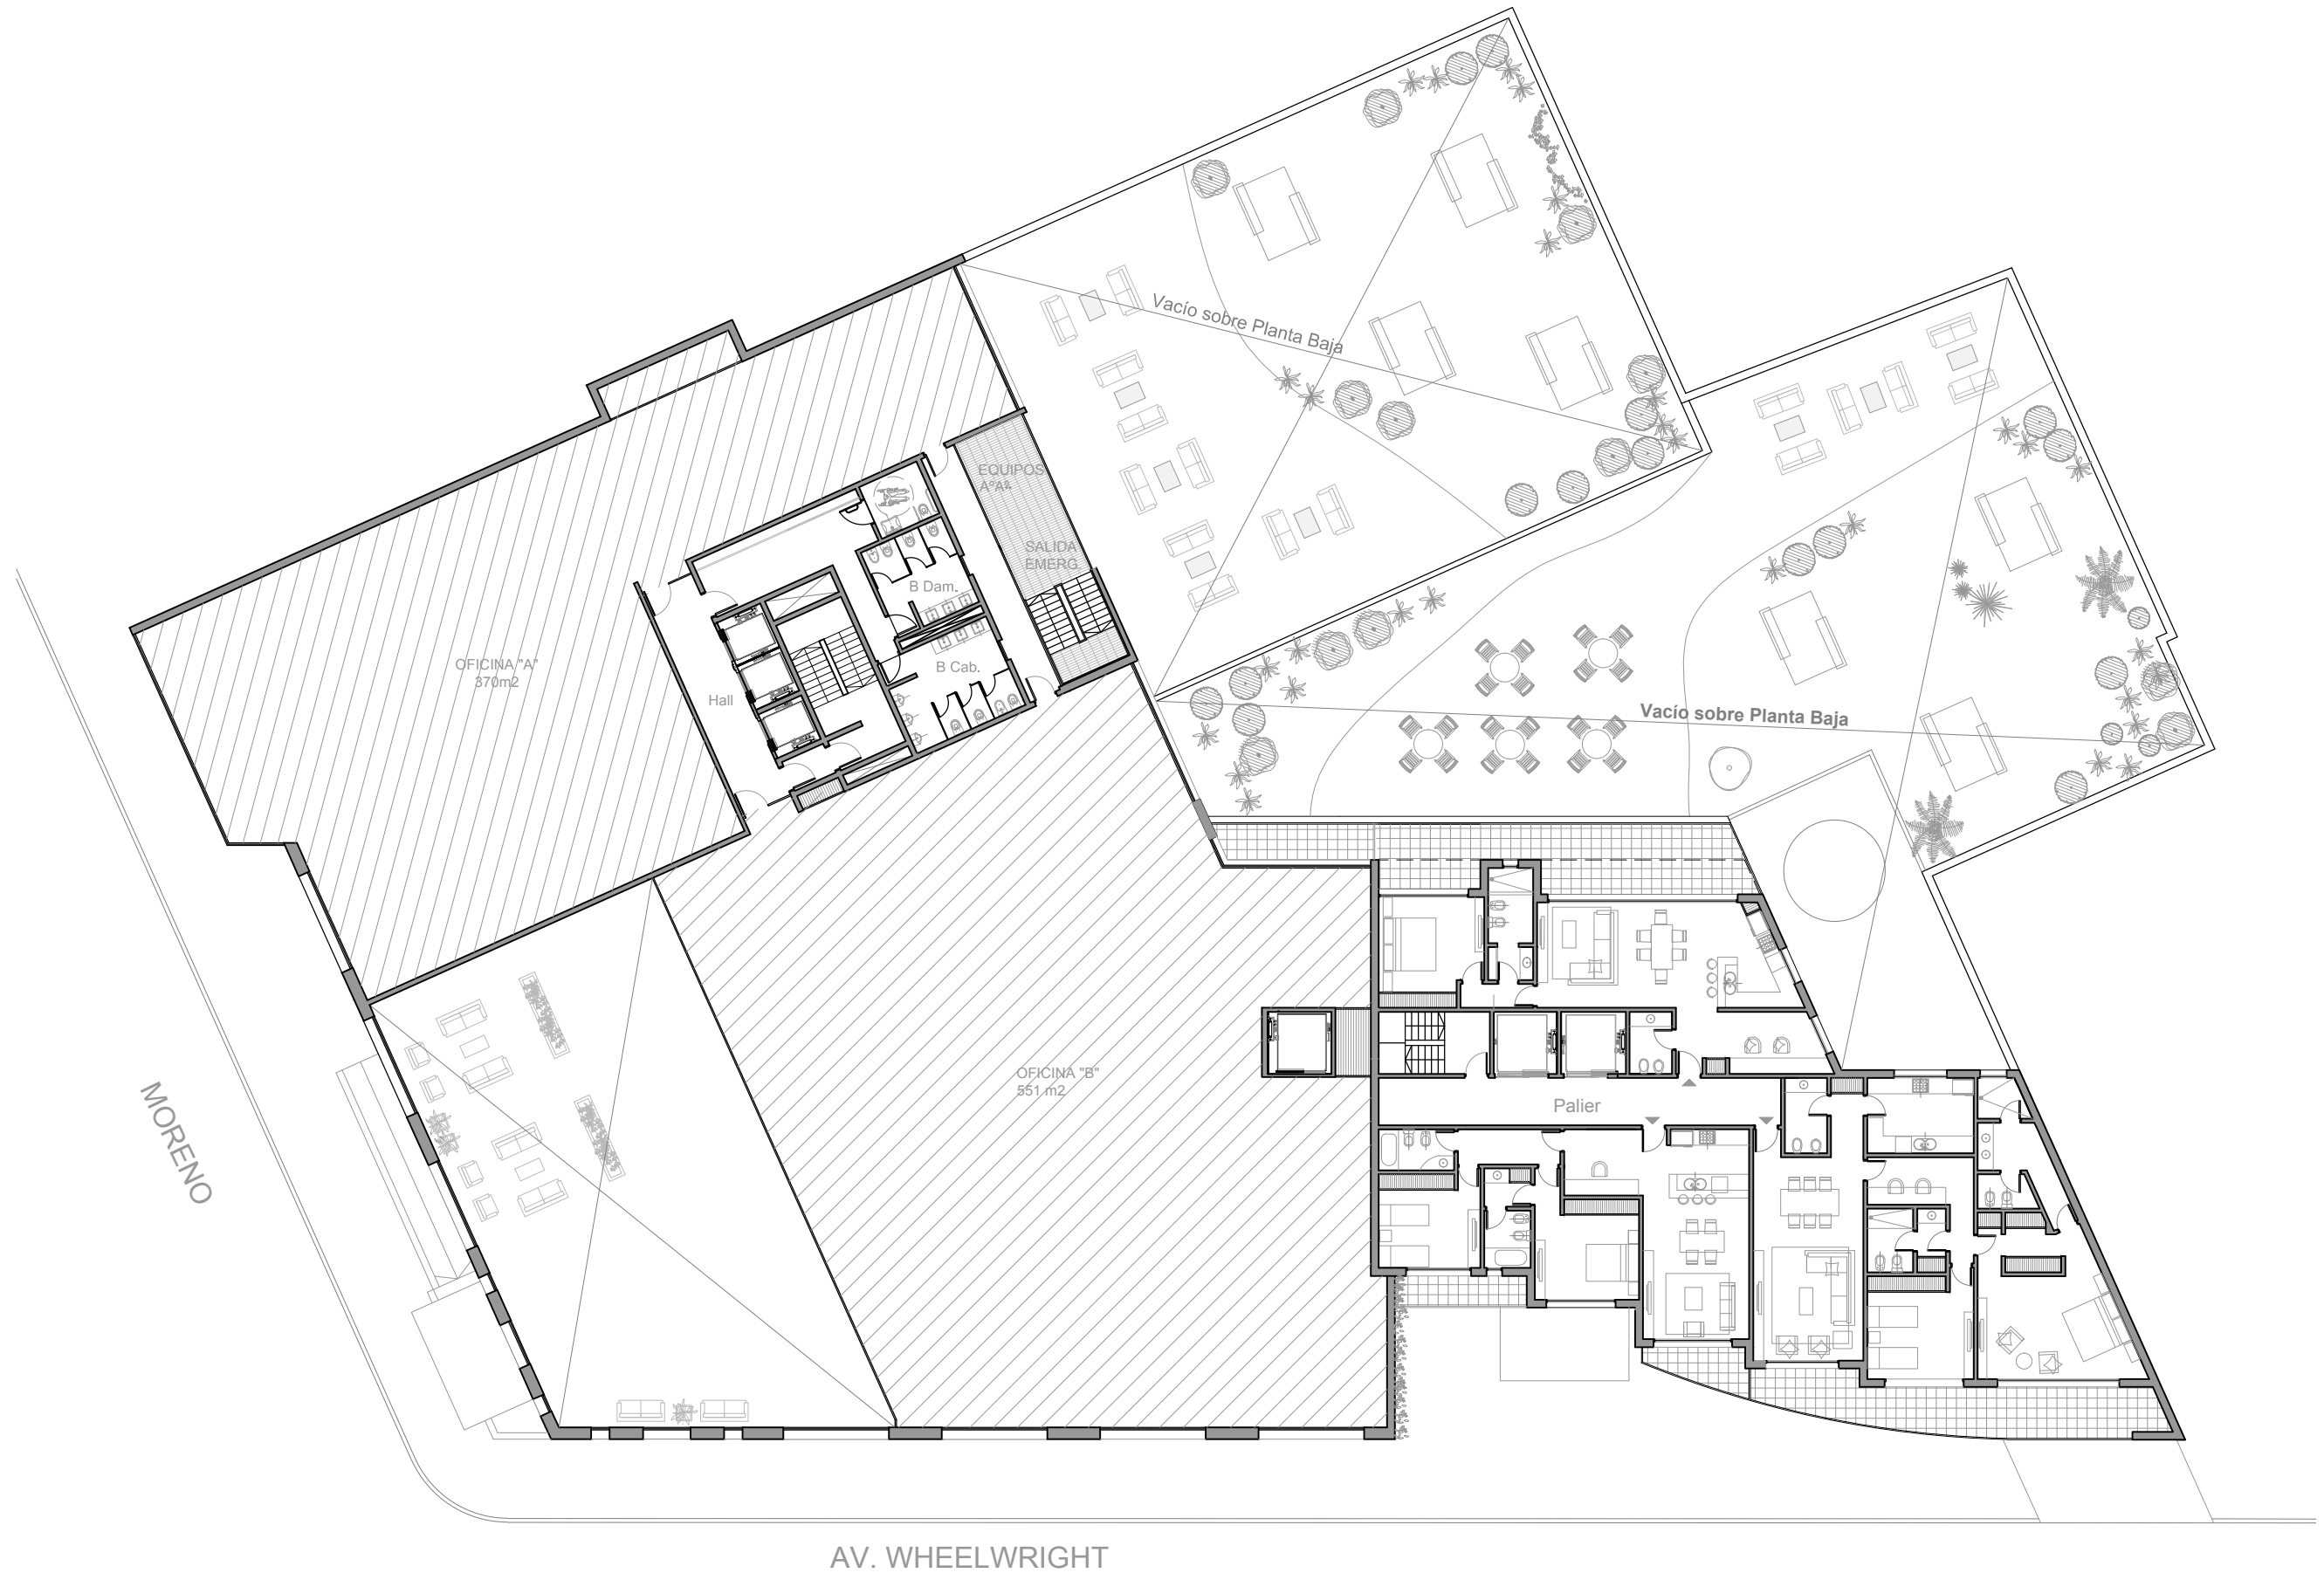 Vacío sobre Planta Baja
EQUIPOS
SALIDA
EMERG.
B Dam.
B Cab.
OFICINA "A"
370m2
Hall
Vacío sobre Planta Baja
OFICINA "B"
551 m2
Palier
MORENO
AV. WHEELWRIGHT